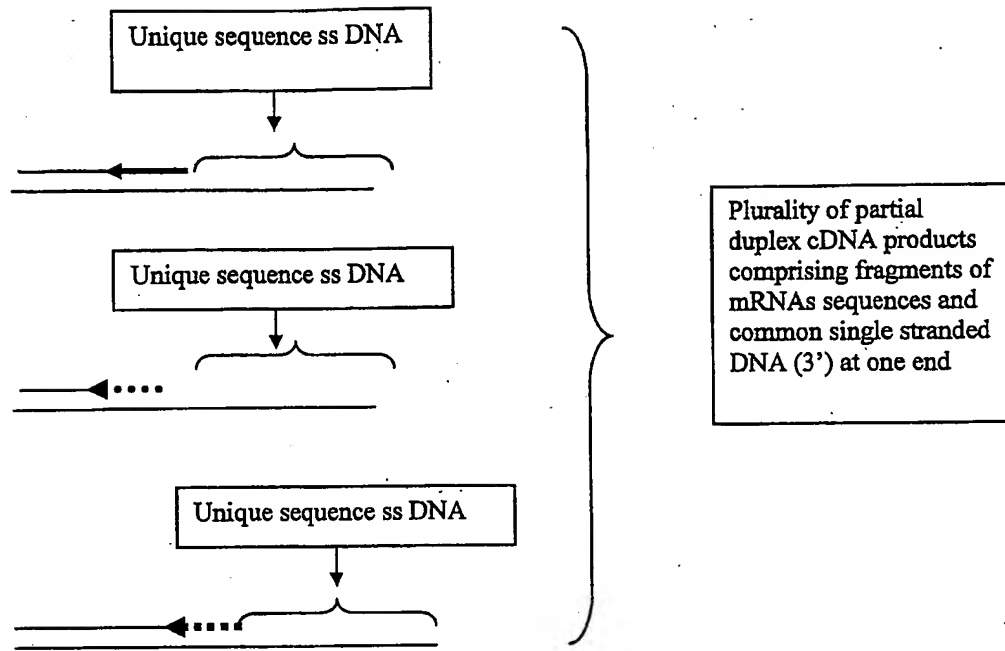 Unique sequence ss DNA
Unique sequence ss DNA
Unique sequence ss DNA
Plurality of partial
duplex cDNA products
comprising fragments of
mRNAs sequences and
common single stranded
DNA (3') at one end